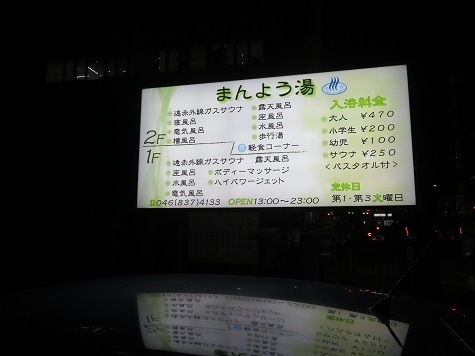 まんよう湯
2F
遠赤外線ガスサウナ 露天風呂
寝風呂 座風呂
電気風呂 水風呂
檜風呂 歩行湯
軽食コーナー
1F
遠赤外線ガスサウナ 露天風呂
座風呂 ボディーマッサージ
水風呂 ハイパワージェット
電気風呂
046(837)4133 OPEN 13:00〜23:00
入浴料金
大人 ¥470
小学生 ¥200
幼児 ¥100
サウナ ¥250
<バスタオル付>
定休日
第1・第3火曜日